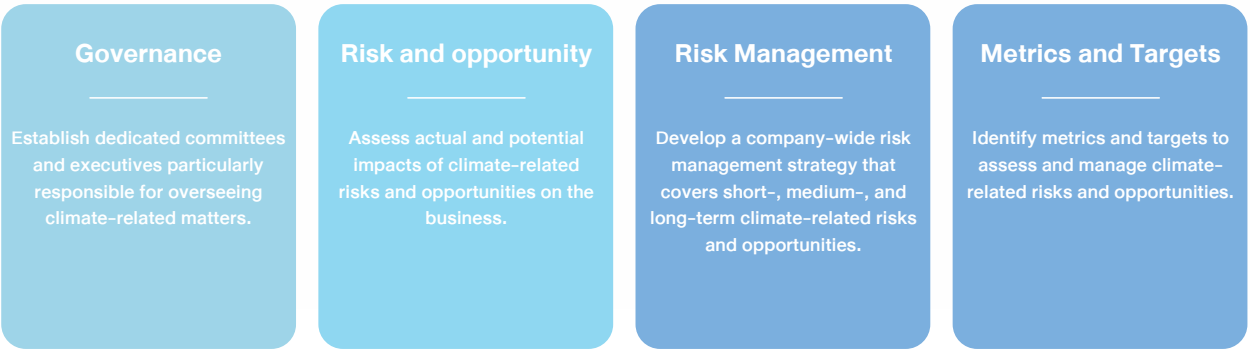 Governance
Establish dedicated committees
and executives particularly
responsible for overseeing
climate-related matters.
Risk and opportunity
Assess actual and potential
impacts of climate-related
risks and opportunities on the
business.
Risk Management
Develop a company-wide risk
management strategy that
covers short-, medium-, and
long-term climate-related risks
and opportunities.
Metrics and Targets
Identify metrics and targets to
assess and manage climate-
related risks and opportunities.